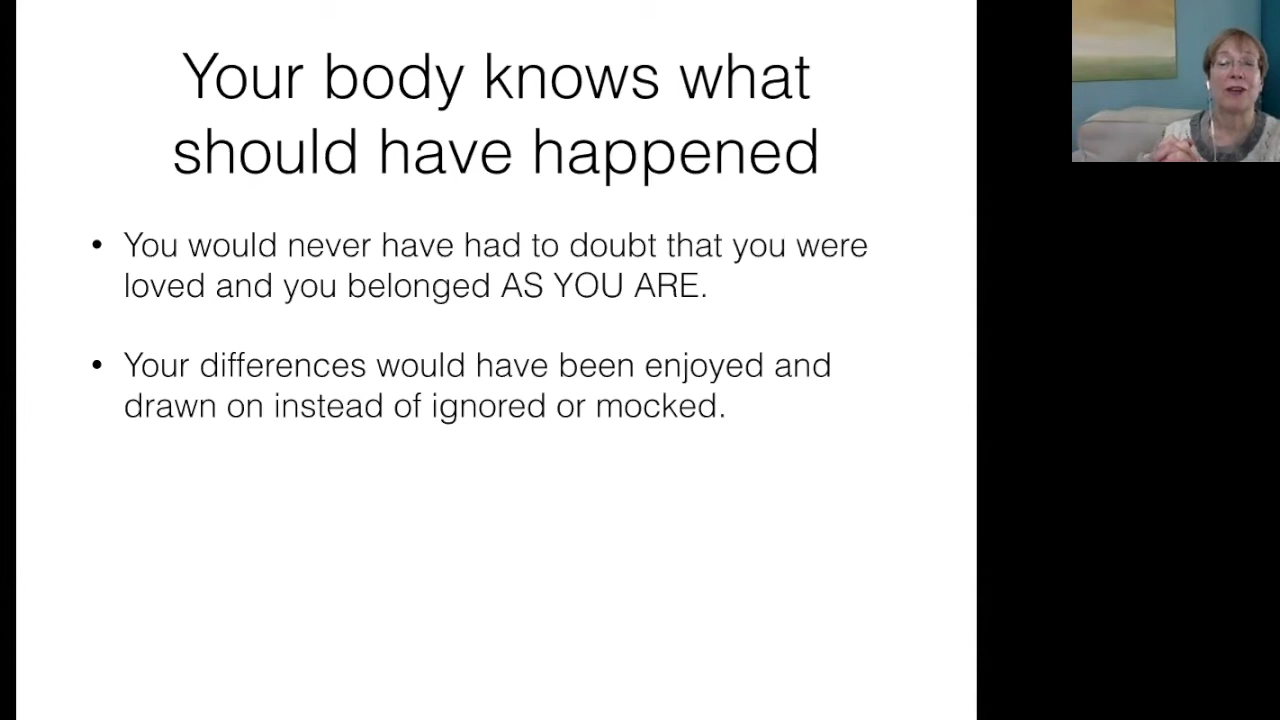 Your body knows what
should have happened
• You would never have had to doubt that you were
loved and you belonged AS YOU ARE.
• Your differences would have been enjoyed and
drawn on instead of ignored or mocked.